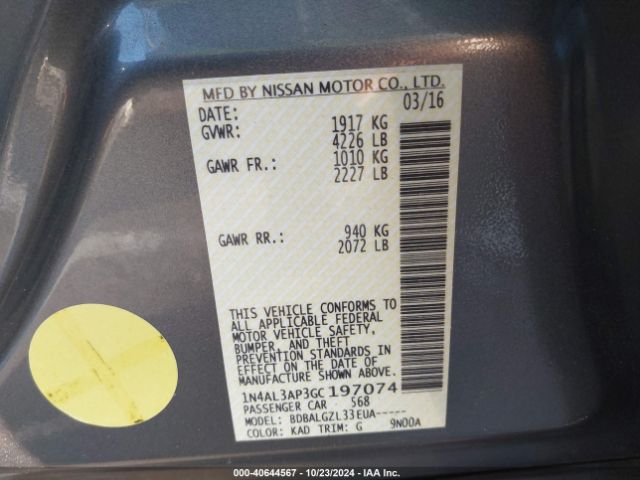 MFD BY NISSAN MOTOR CO., LTD.
DATE: 03/16
GVWR: 1917 KG
4226 LB
GAWR FR.: 1010 KG
2227 LB
GAWR RR.: 940 KG
2072 LB
THIS VEHICLE CONFORMS TO
ALL APPLICABLE FEDERAL
MOTOR VEHICLE SAFETY,
BUMPER, AND THEFT
PREVENTION STANDARDS IN
EFFECT ON THE DATE OF
MANUFACTURE SHOWN ABOVE.
1N4AL3AP3GC197074
PASSENGER CAR 568
MODEL: BDBALGZL33EUA-----
COLOR: KAD TRIM: G 9N00A
000-40644567 - 10/23/2024 - IAA